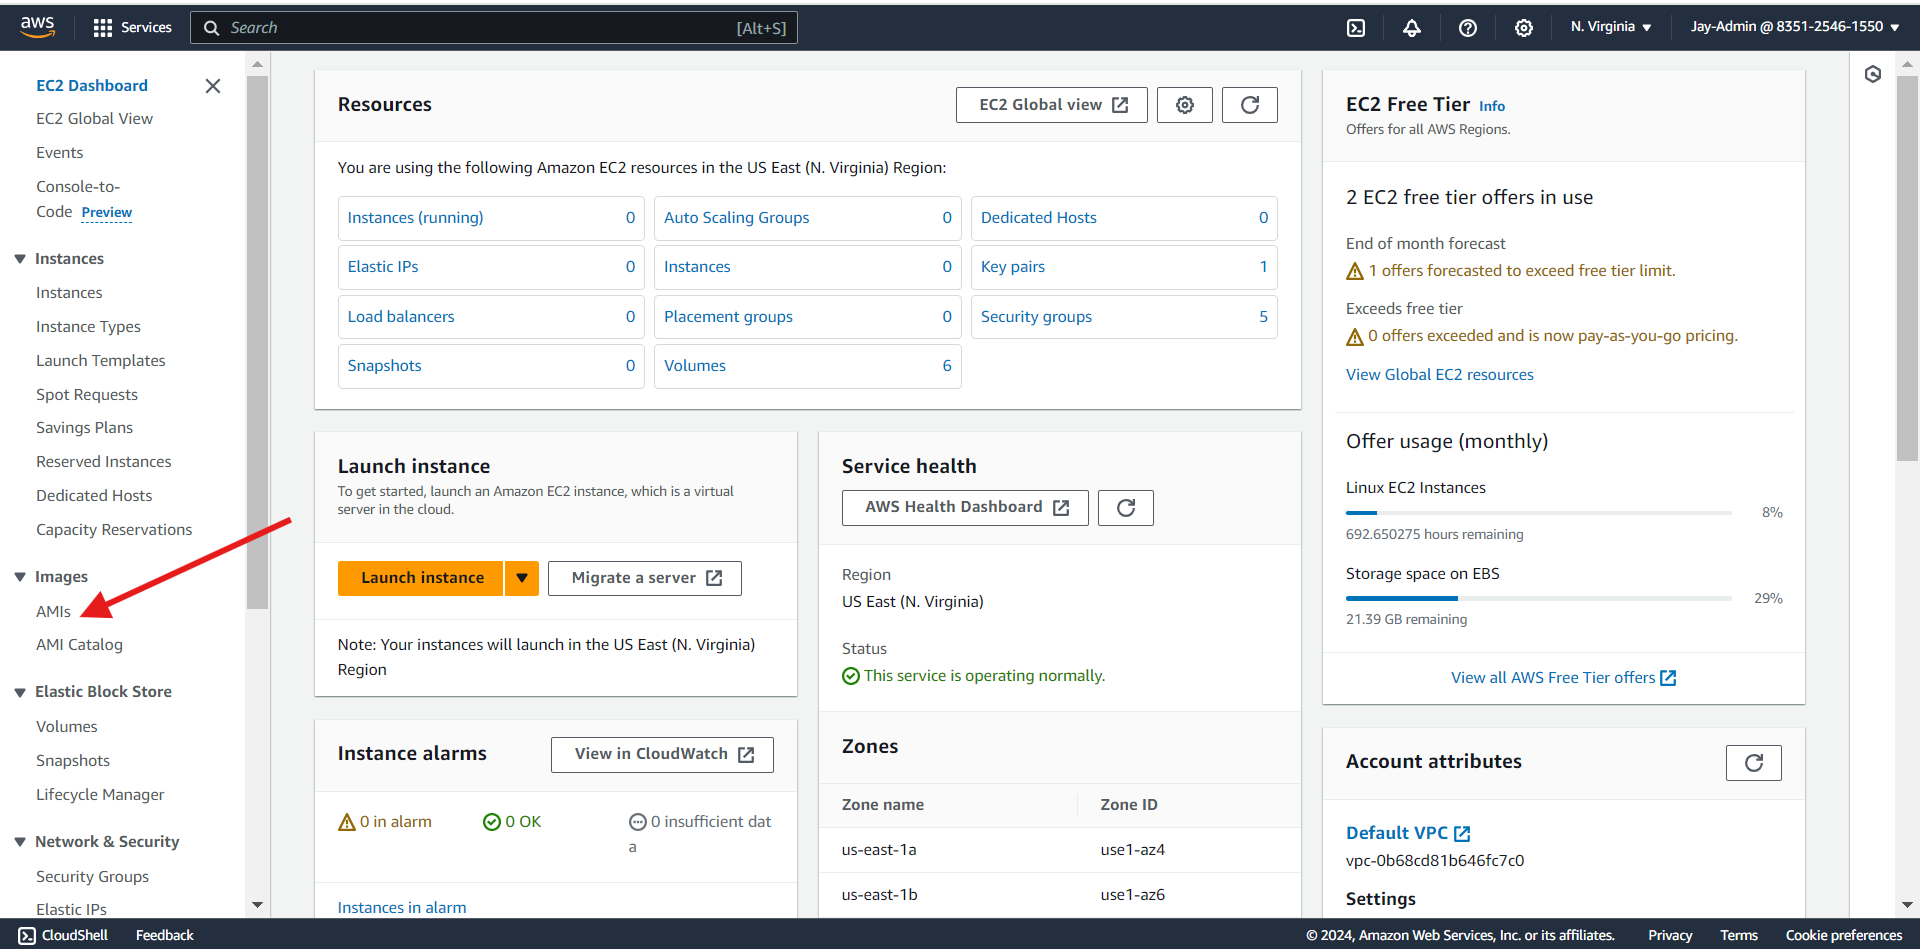 aws
Services
Search
[Alt+S]
N. Virginia
Jay-Admin @ 8351-2546-1550
EC2 Dashboard
EC2 Global View
Events
Console-to-
Code Preview
Instances
Instances
Instance Types
Launch Templates
Spot Requests
Savings Plans
Reserved Instances
Dedicated Hosts
Capacity Reservations
Images
AMIs
AMI Catalog
Elastic Block Store
Volumes
Snapshots
Lifecycle Manager
Network & Security
Security Groups
Elastic IPs
Resources
EC2 Global view
You are using the following Amazon EC2 resources in the US East (N. Virginia) Region:
Instances (running) 0
Auto Scaling Groups 0
Dedicated Hosts 0
Elastic IPs 0
Instances 0
Key pairs 1
Load balancers 0
Placement groups 0
Security groups 5
Snapshots 0
Volumes 6
Launch instance
To get started, launch an Amazon EC2 instance, which is a virtual
server in the cloud.
Launch instance
Migrate a server
Note: Your instances will launch in the US East (N. Virginia)
Region
Instance alarms
View in CloudWatch
0 in alarm
0 OK
0 insufficient dat
a
Instances in alarm
Service health
AWS Health Dashboard
Region
US East (N. Virginia)
Status
This service is operating normally.
Zones
Zone name Zone ID
us-east-1a use1-az4
us-east-1b use1-az6
EC2 Free Tier Info
Offers for all AWS Regions.
2 EC2 free tier offers in use
End of month forecast
1 offers forecasted to exceed free tier limit.
Exceeds free tier
0 offers exceeded and is now pay-as-you-go pricing.
View Global EC2 resources
Offer usage (monthly)
Linux EC2 Instances
8%
692.650275 hours remaining
Storage space on EBS
29%
21.39 GB remaining
View all AWS Free Tier offers
Account attributes
Default VPC
vpc-0b68cd81b646fc7c0
Settings
CloudShell
Feedback
© 2024, Amazon Web Services, Inc. or its affiliates.
Privacy
Terms
Cookie preferences